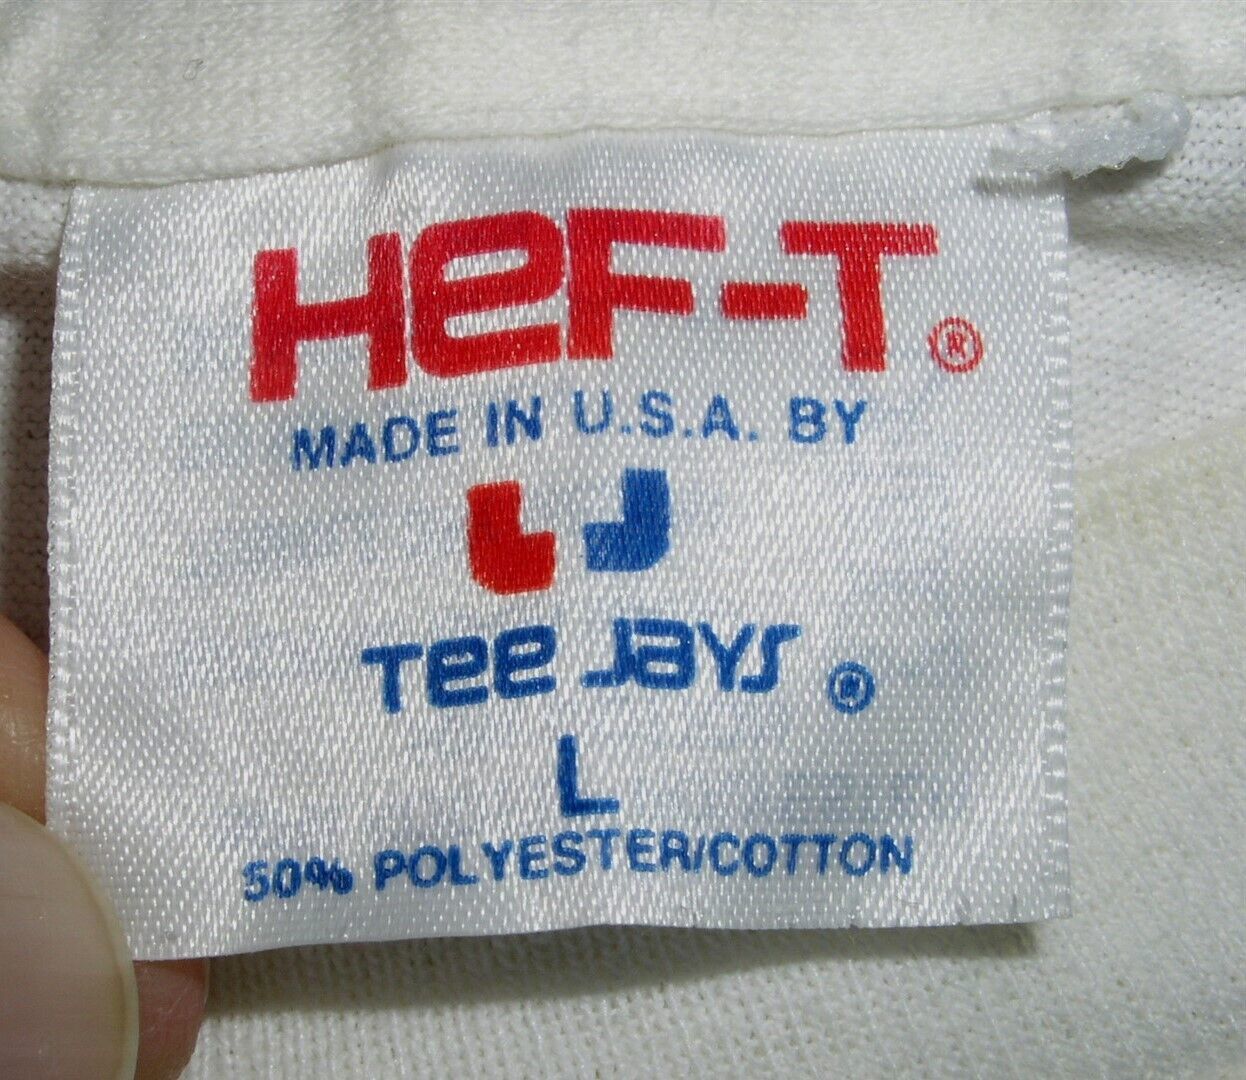 HeF-T®
MADE IN U.S.A. BY
Tee JAYS ®
L
50% POLYESTER/COTTON